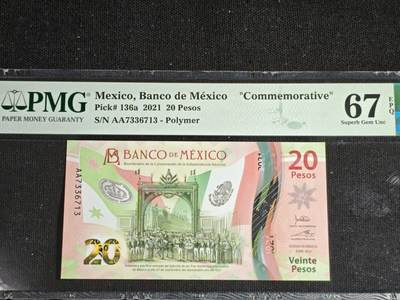 PMG
PAPER MONEY GUARANTY
Mexico, Banco de México "Commemorative"
Pick# 136a 2021 20 Pesos
S/N AA7336713 - Polymer
67 EPQ
Superb Gem Unc
BANCO DE MÉXICO
20
Pesos
AA7336713
20
Veinte
Pesos